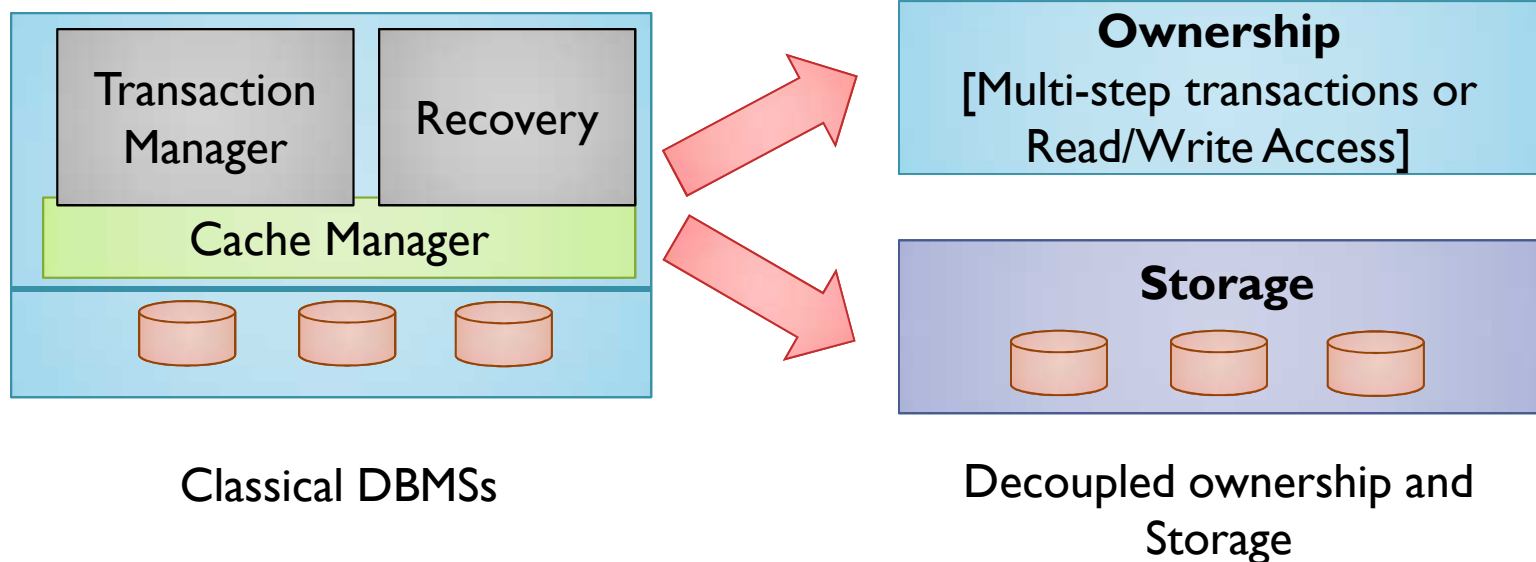 Transaction
Manager
Recovery
Cache Manager
Classical DBMSs
Ownership
[Multi-step transactions or
Read/Write Access]
Storage
Decoupled ownership and
Storage